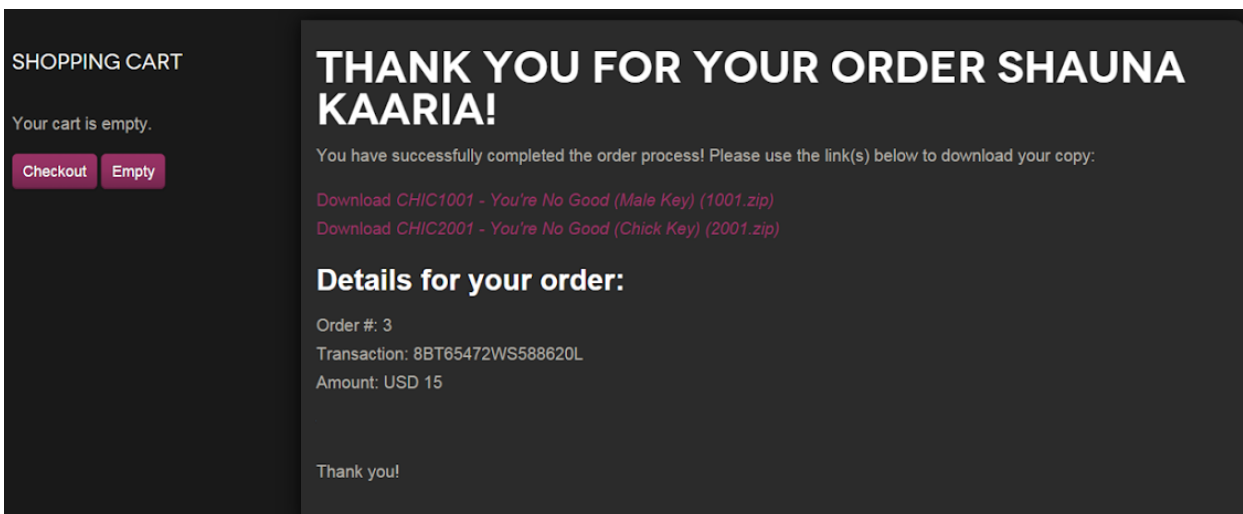 SHOPPING CART
Your cart is empty.
Checkout Empty
THANK YOU FOR YOUR ORDER SHAUNA
KAARIA!
You have successfully completed the order process! Please use the link(s) below to download your copy:
Download CHIC1001 - You're No Good (Male Key) (1001.zip)
Download CHIC2001 - You're No Good (Chick Key) (2001.zip)
Details for your order:
Order #: 3
Transaction: 8BT65472WS588620L
Amount: USD 15
Thank you!